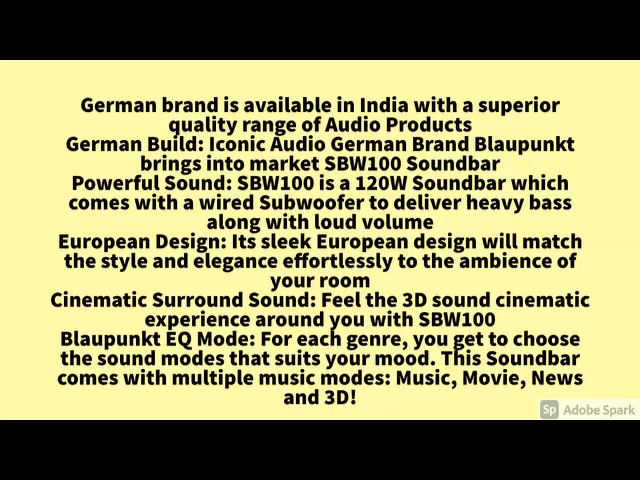 German brand is available in India with a superior
quality range of Audio Products
German Build: Iconic Audio German Brand Blaupunkt
brings into market SBW100 Soundbar
Powerful Sound: SBW100 is a 120W Soundbar which
comes with a wired Subwoofer to deliver heavy bass
along with loud volume
European Design: Its sleek European design will match
the style and elegance effortlessly to the ambience of
your room
Cinematic Surround Sound: Feel the 3D sound cinematic
experience around you with SBW100
Blaupunkt EQ Mode: For each genre, you get to choose
the sound modes that suits your mood. This Soundbar
comes with multiple music modes: Music, Movie, News
and 3D!
Sp Adobe Spark